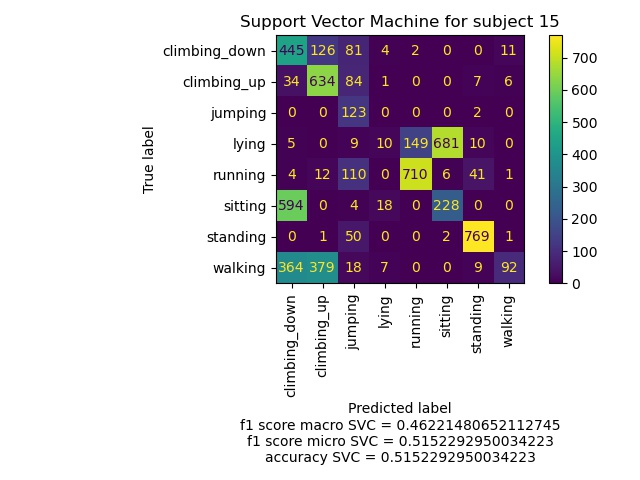 Support Vector Machine for subject 15
climbing_down 445 126 81 4 2 0 0 11
climbing_up 34 634 84 1 0 0 7 6
jumping 0 0 123 0 0 0 2 0
lying 5 0 9 10 149 681 10 0
running 4 12 110 0 710 6 41 1
sitting 594 0 4 18 0 228 0 0
standing 0 1 50 0 0 2 769 1
walking 364 379 18 7 0 0 9 92
True label
climbing_down climbing_up jumping lying running sitting standing walking
700
600
500
400
300
200
100
0
Predicted label
f1 score macro SVC = 0.46221480652112745
f1 score micro SVC = 0.5152292950034223
accuracy SVC = 0.5152292950034223